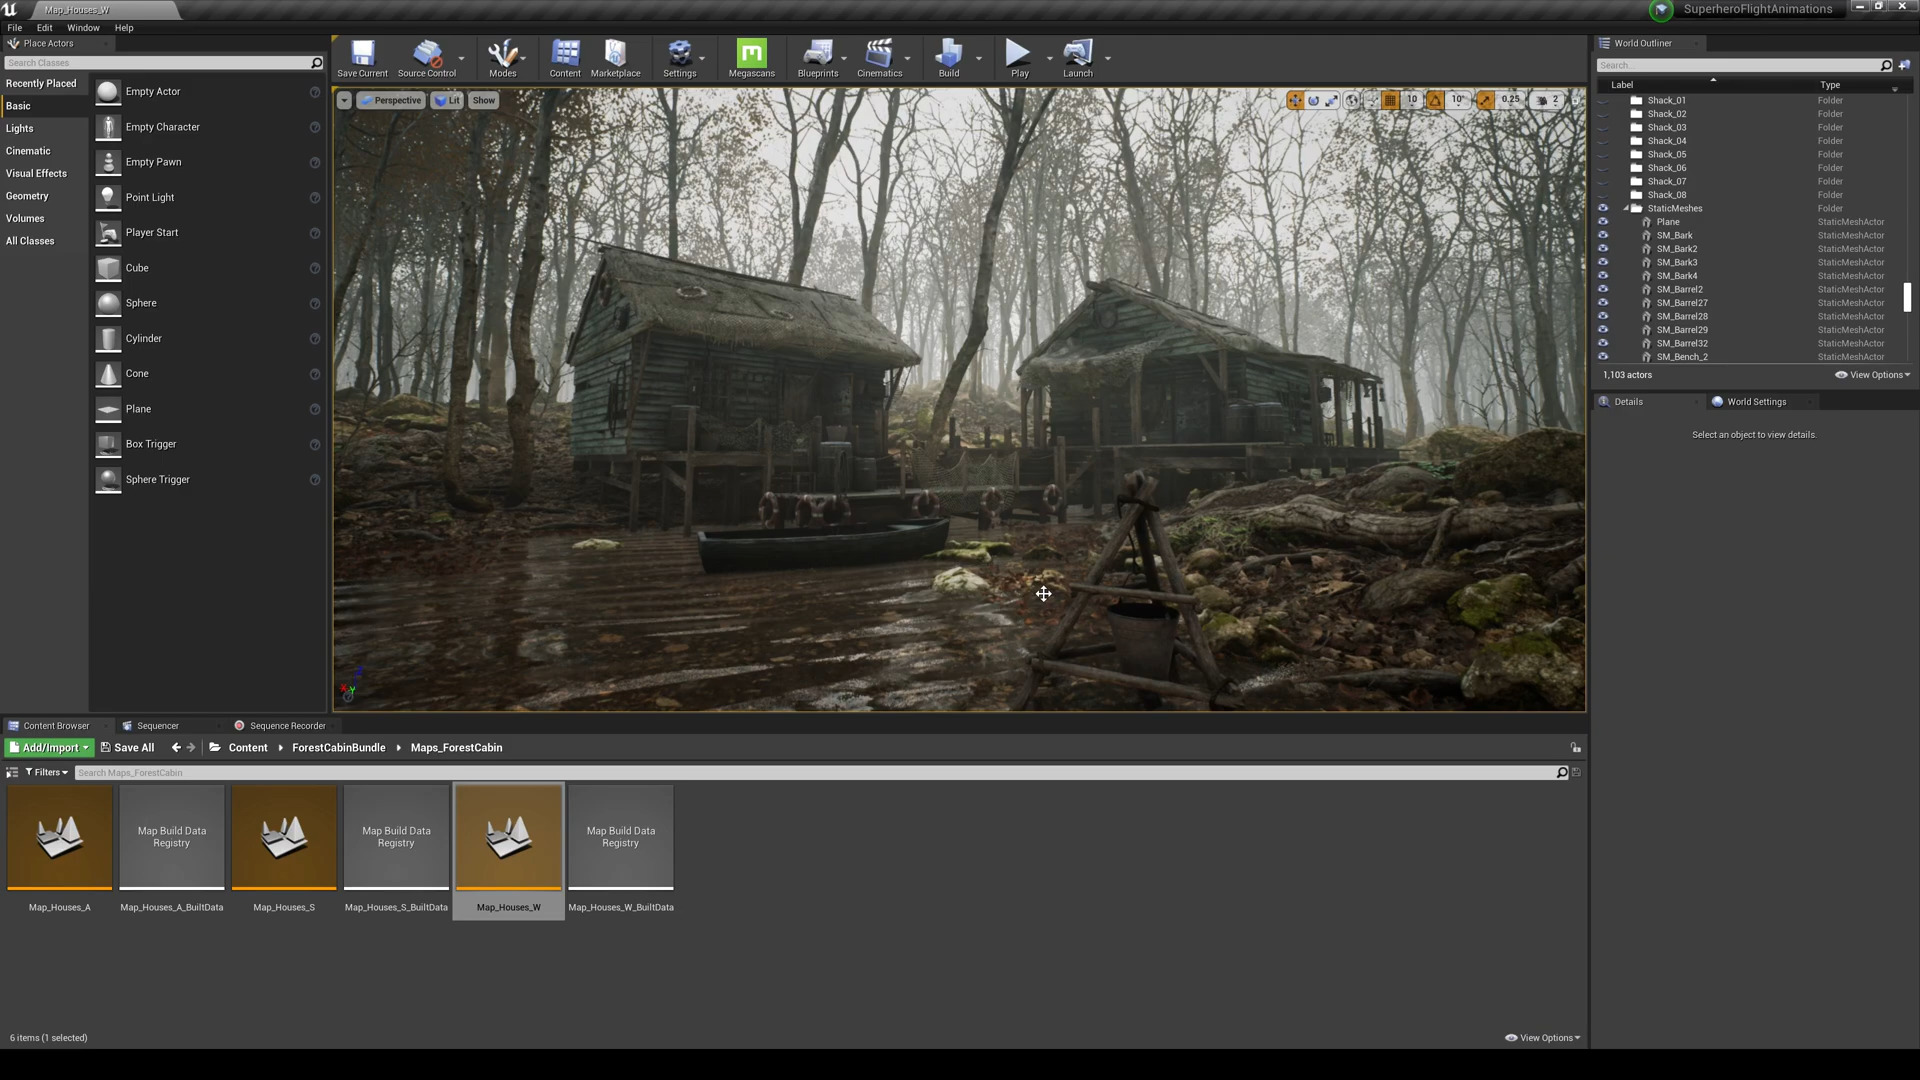 Map_Houses_W
SuperheroFlightAnimations
File Edit Window Help
Place Actors
Search Classes
Recently Placed
Basic
Lights
Cinematic
Visual Effects
Geometry
Volumes
All Classes
Empty Actor
Empty Character
Empty Pawn
Point Light
Player Start
Cube
Sphere
Cylinder
Cone
Plane
Box Trigger
Sphere Trigger
Save Current Source Control Modes Content Marketplace Settings Megascans Blueprints Cinematics Build Play Launch
Perspective Lit Show
10 10° 0.25 2
World Outliner
Search...
Label Type
Shack_01 Folder
Shack_02 Folder
Shack_03 Folder
Shack_04 Folder
Shack_05 Folder
Shack_06 Folder
Shack_07 Folder
Shack_08 Folder
StaticMeshes Folder
Plane StaticMeshActor
SM_Bark StaticMeshActor
SM_Bark2 StaticMeshActor
SM_Bark3 StaticMeshActor
SM_Bark4 StaticMeshActor
SM_Barrel2 StaticMeshActor
SM_Barrel27 StaticMeshActor
SM_Barrel28 StaticMeshActor
SM_Barrel29 StaticMeshActor
SM_Barrel32 StaticMeshActor
SM_Bench_2 StaticMeshActor
1,103 actors View Options
Details World Settings
Select an object to view details.
Content Browser Sequencer Sequence Recorder
Add/Import Save All Content ForestCabinBundle Maps_ForestCabin
Filters Search Maps_ForestCabin
Map Build Data Registry
Map Build Data Registry
Map Build Data Registry
Map_Houses_A Map_Houses_A_BuiltData Map_Houses_S Map_Houses_S_BuiltData Map_Houses_W Map_Houses_W_BuiltData
6 items (1 selected) View Options